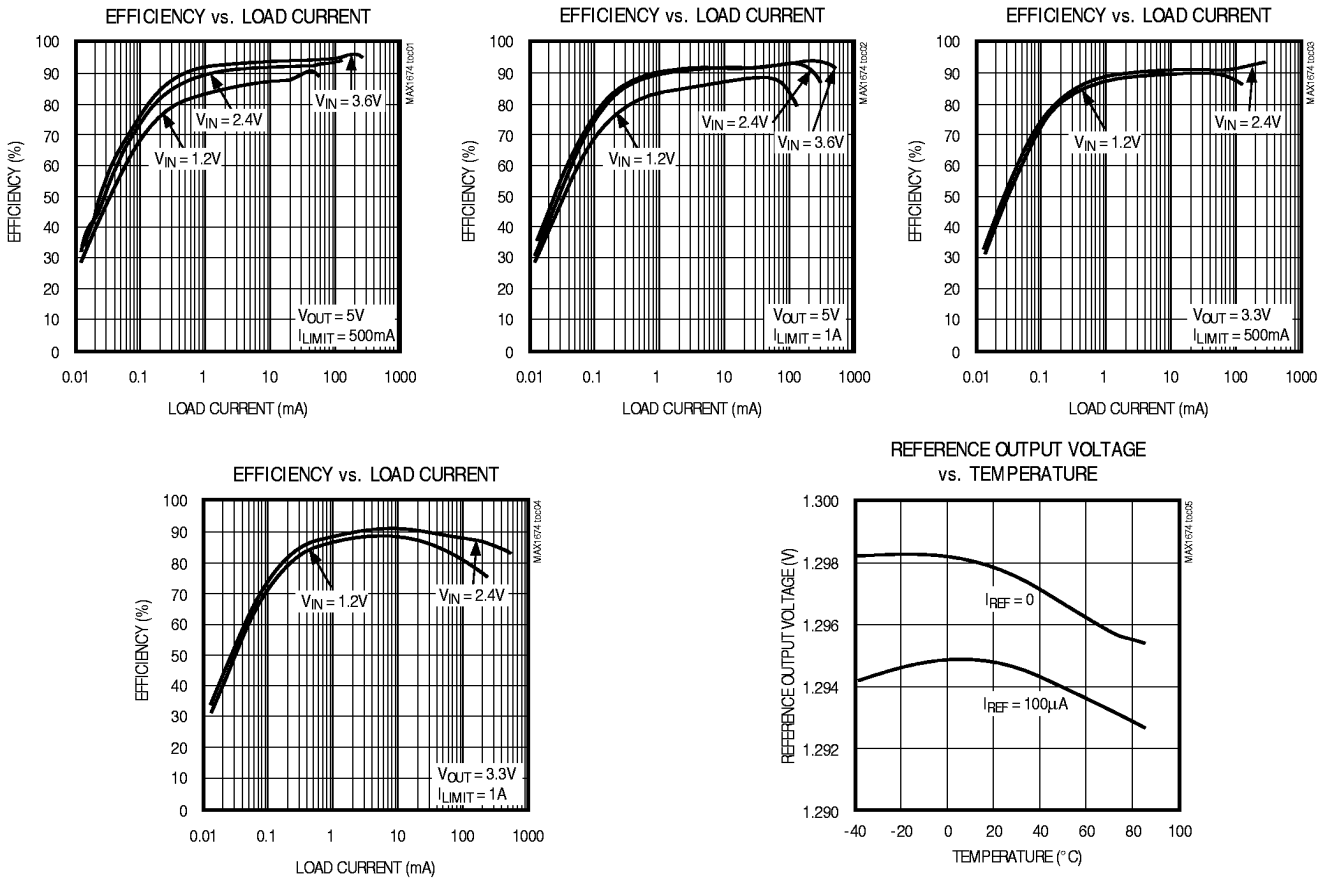 EFFICIENCY vs. LOAD CURRENT
100
90
80
70
60
50
40
30
20
10
0
EFFICIENCY (%)
MAX1674 toc01
VIN = 3.6V
VIN = 2.4V
VIN = 1.2V
VOUT = 5V
ILIMIT = 500mA
0.01 0.1 1 10 100 1000
LOAD CURRENT (mA)
EFFICIENCY vs. LOAD CURRENT
100
90
80
70
60
50
40
30
20
10
0
EFFICIENCY (%)
MAX1674 toc02
VIN = 2.4V
VIN = 3.6V
VIN = 1.2V
VOUT = 5V
ILIMIT = 1A
0.01 0.1 1 10 100 1000
LOAD CURRENT (mA)
EFFICIENCY vs. LOAD CURRENT
100
90
80
70
60
50
40
30
20
10
0
EFFICIENCY (%)
MAX1674 toc03
VIN = 2.4V
VIN = 1.2V
VOUT = 3.3V
ILIMIT = 500mA
0.01 0.1 1 10 100 1000
LOAD CURRENT (mA)
EFFICIENCY vs. LOAD CURRENT
100
90
80
70
60
50
40
30
20
10
0
EFFICIENCY (%)
MAX1674 toc04
VIN = 1.2V
VIN = 2.4V
VOUT = 3.3V
ILIMIT = 1A
0.01 0.1 1 10 100 1000
LOAD CURRENT (mA)
REFERENCE OUTPUT VOLTAGE
vs. TEMPERATURE
1.300
1.298
1.296
1.294
1.292
1.290
REFERENCE OUTPUT VOLTAGE (V)
MAX1674 toc05
IREF = 0
IREF = 100µA
-40 -20 0 20 40 60 80 100
TEMPERATURE (°C)